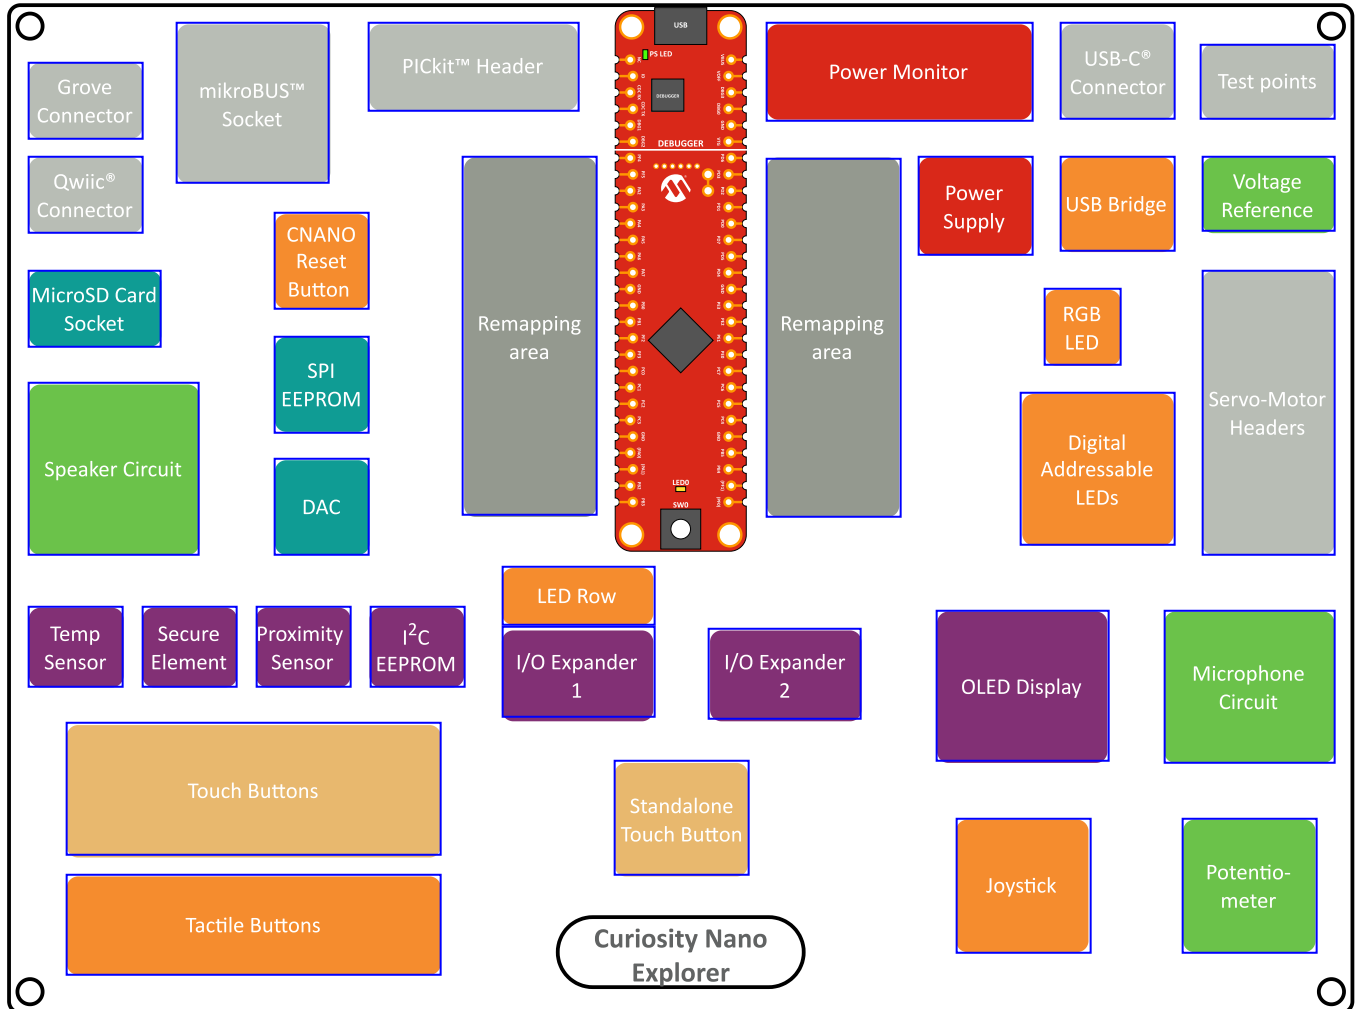 USB
PS LED
DEBUGGER
DEBUGGER
LED0
SW0
Grove
Connector
mikroBUS™
Socket
PICkit™ Header
Power Monitor
USB-C®
Connector
Test points
Qwiic®
Connector
CNANO
Reset
Button
Power
Supply
USB Bridge
Voltage
Reference
MicroSD Card
Socket
Remapping
area
Remapping
area
RGB
LED
SPI
EEPROM
Servo-Motor
Headers
Speaker Circuit
DAC
Digital
Addressable
LEDs
LED Row
Temp
Sensor
Secure
Element
Proximity
Sensor
I²C
EEPROM
I/O Expander
1
I/O Expander
2
OLED Display
Microphone
Circuit
Touch Buttons
Standalone
Touch Button
Tactile Buttons
Joystick
Potentio-
meter
Curiosity Nano
Explorer